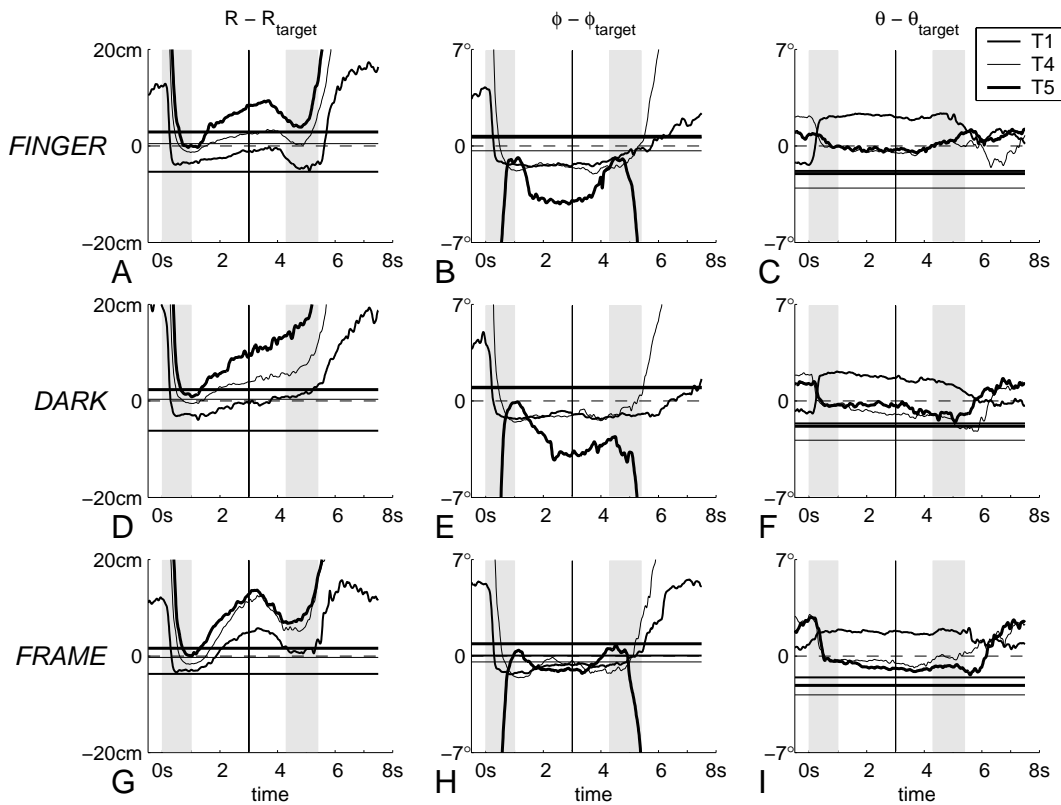 R − R_target
ϕ − ϕ_target
θ − θ_target
T1
T4
T5
FINGER
20cm
0
−20cm
7°
0
−7°
7°
0
−7°
A
0s 2 4 6 8s
B
0s 2 4 6 8s
C
0s 2 4 6 8s
DARK
20cm
0
−20cm
7°
0
−7°
7°
0
−7°
D
0s 2 4 6 8s
E
0s 2 4 6 8s
F
0s 2 4 6 8s
FRAME
20cm
0
−20cm
7°
0
−7°
7°
0
−7°
G
0s 2 4 6 8s
H
0s 2 4 6 8s
I
0s 2 4 6 8s
time
time
time